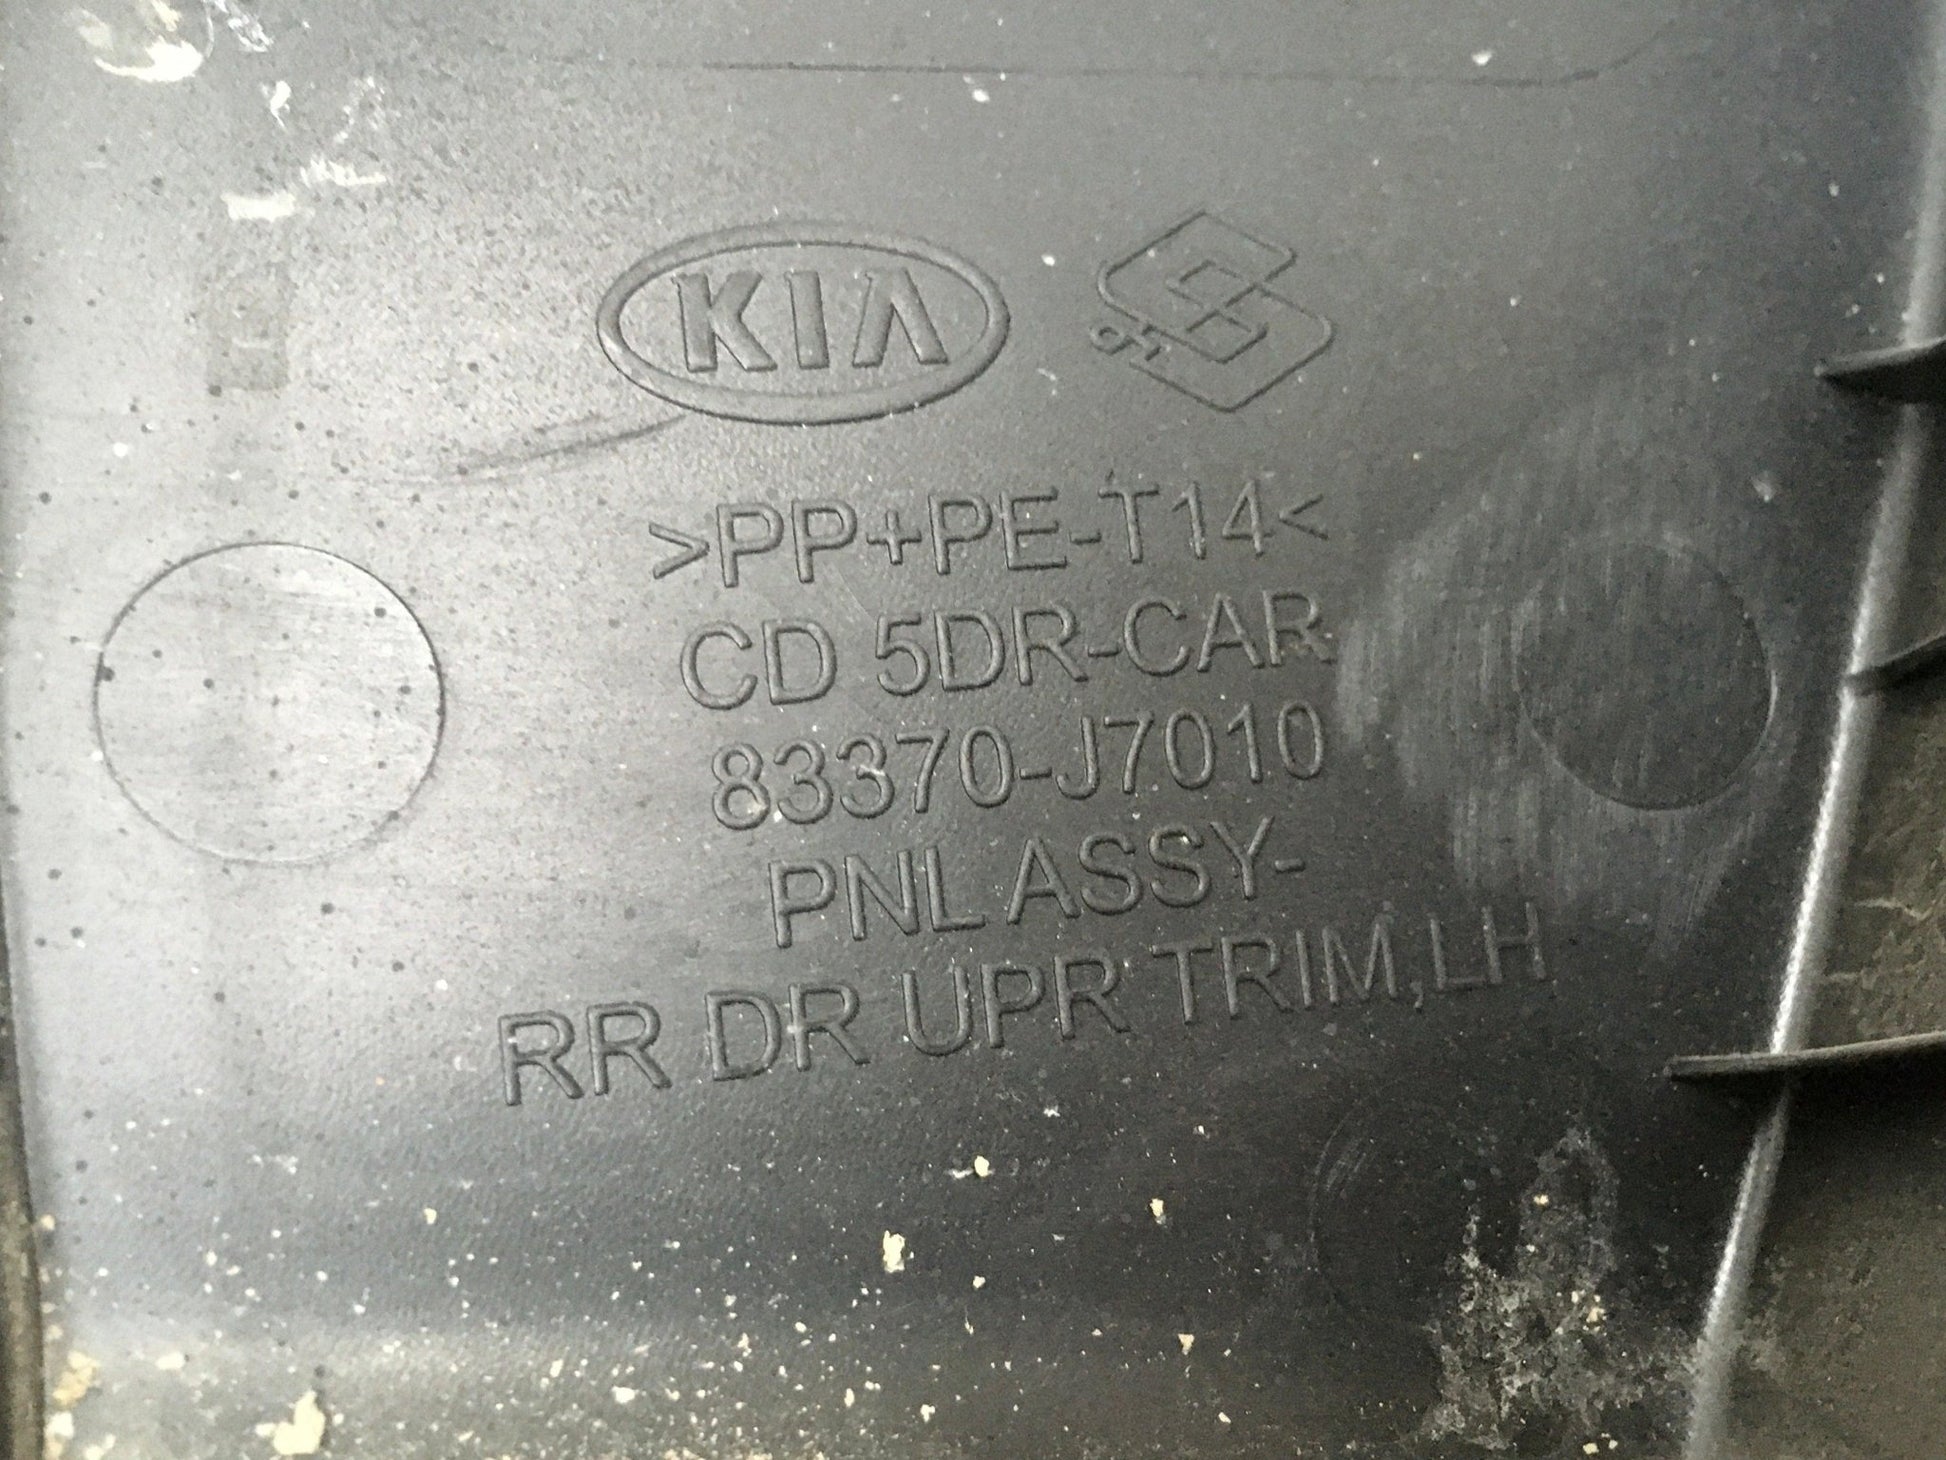 KIA
>PP+PE-T14<
CD 5DR-CAR
83370-J7010
PNL ASSY-
RR DR UPR TRIM,LH